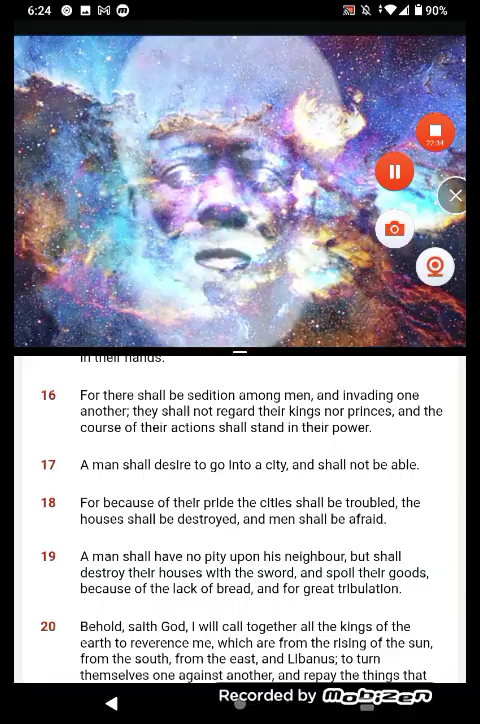 6:24
90%
22:34
in their hands.
16 For there shall be sedition among men, and invading one
another; they shall not regard their kings nor princes, and the
course of their actions shall stand in their power.
17 A man shall desire to go into a city, and shall not be able.
18 For because of their pride the cities shall be troubled, the
houses shall be destroyed, and men shall be afraid.
19 A man shall have no pity upon his neighbour, but shall
destroy their houses with the sword, and spoil their goods,
because of the lack of bread, and for great tribulation.
20 Behold, saith God, I will call together all the kings of the
earth to reverence me, which are from the rising of the sun,
from the south, from the east, and Libanus; to turn
themselves one against another, and repay the things that
Recorded by Mobizen